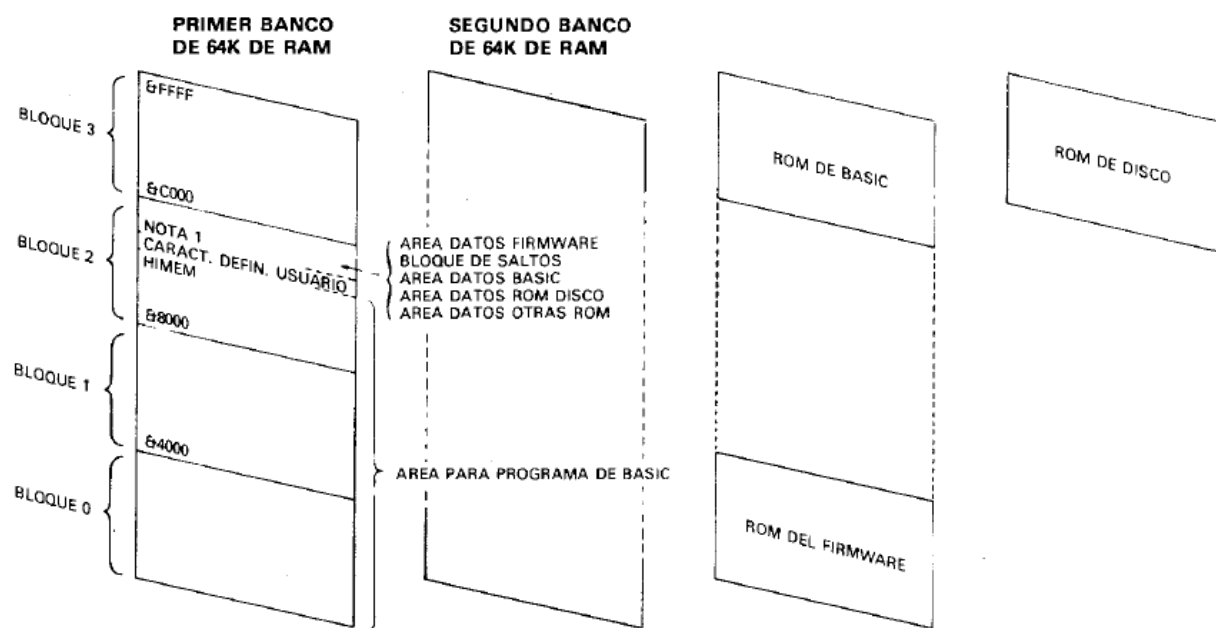 PRIMER BANCO
DE 64K DE RAM
SEGUNDO BANCO
DE 64K DE RAM
BLOQUE 3
&FFFF
&C000
ROM DE BASIC
ROM DE DISCO
BLOQUE 2
NOTA 1
CARACT. DEFIN. USUARIO
HIMEM
&8000
AREA DATOS FIRMWARE
BLOQUE DE SALTOS
AREA DATOS BASIC
AREA DATOS ROM DISCO
AREA DATOS OTRAS ROM
BLOQUE 1
&4000
AREA PARA PROGRAMA DE BASIC
BLOQUE 0
ROM DEL FIRMWARE